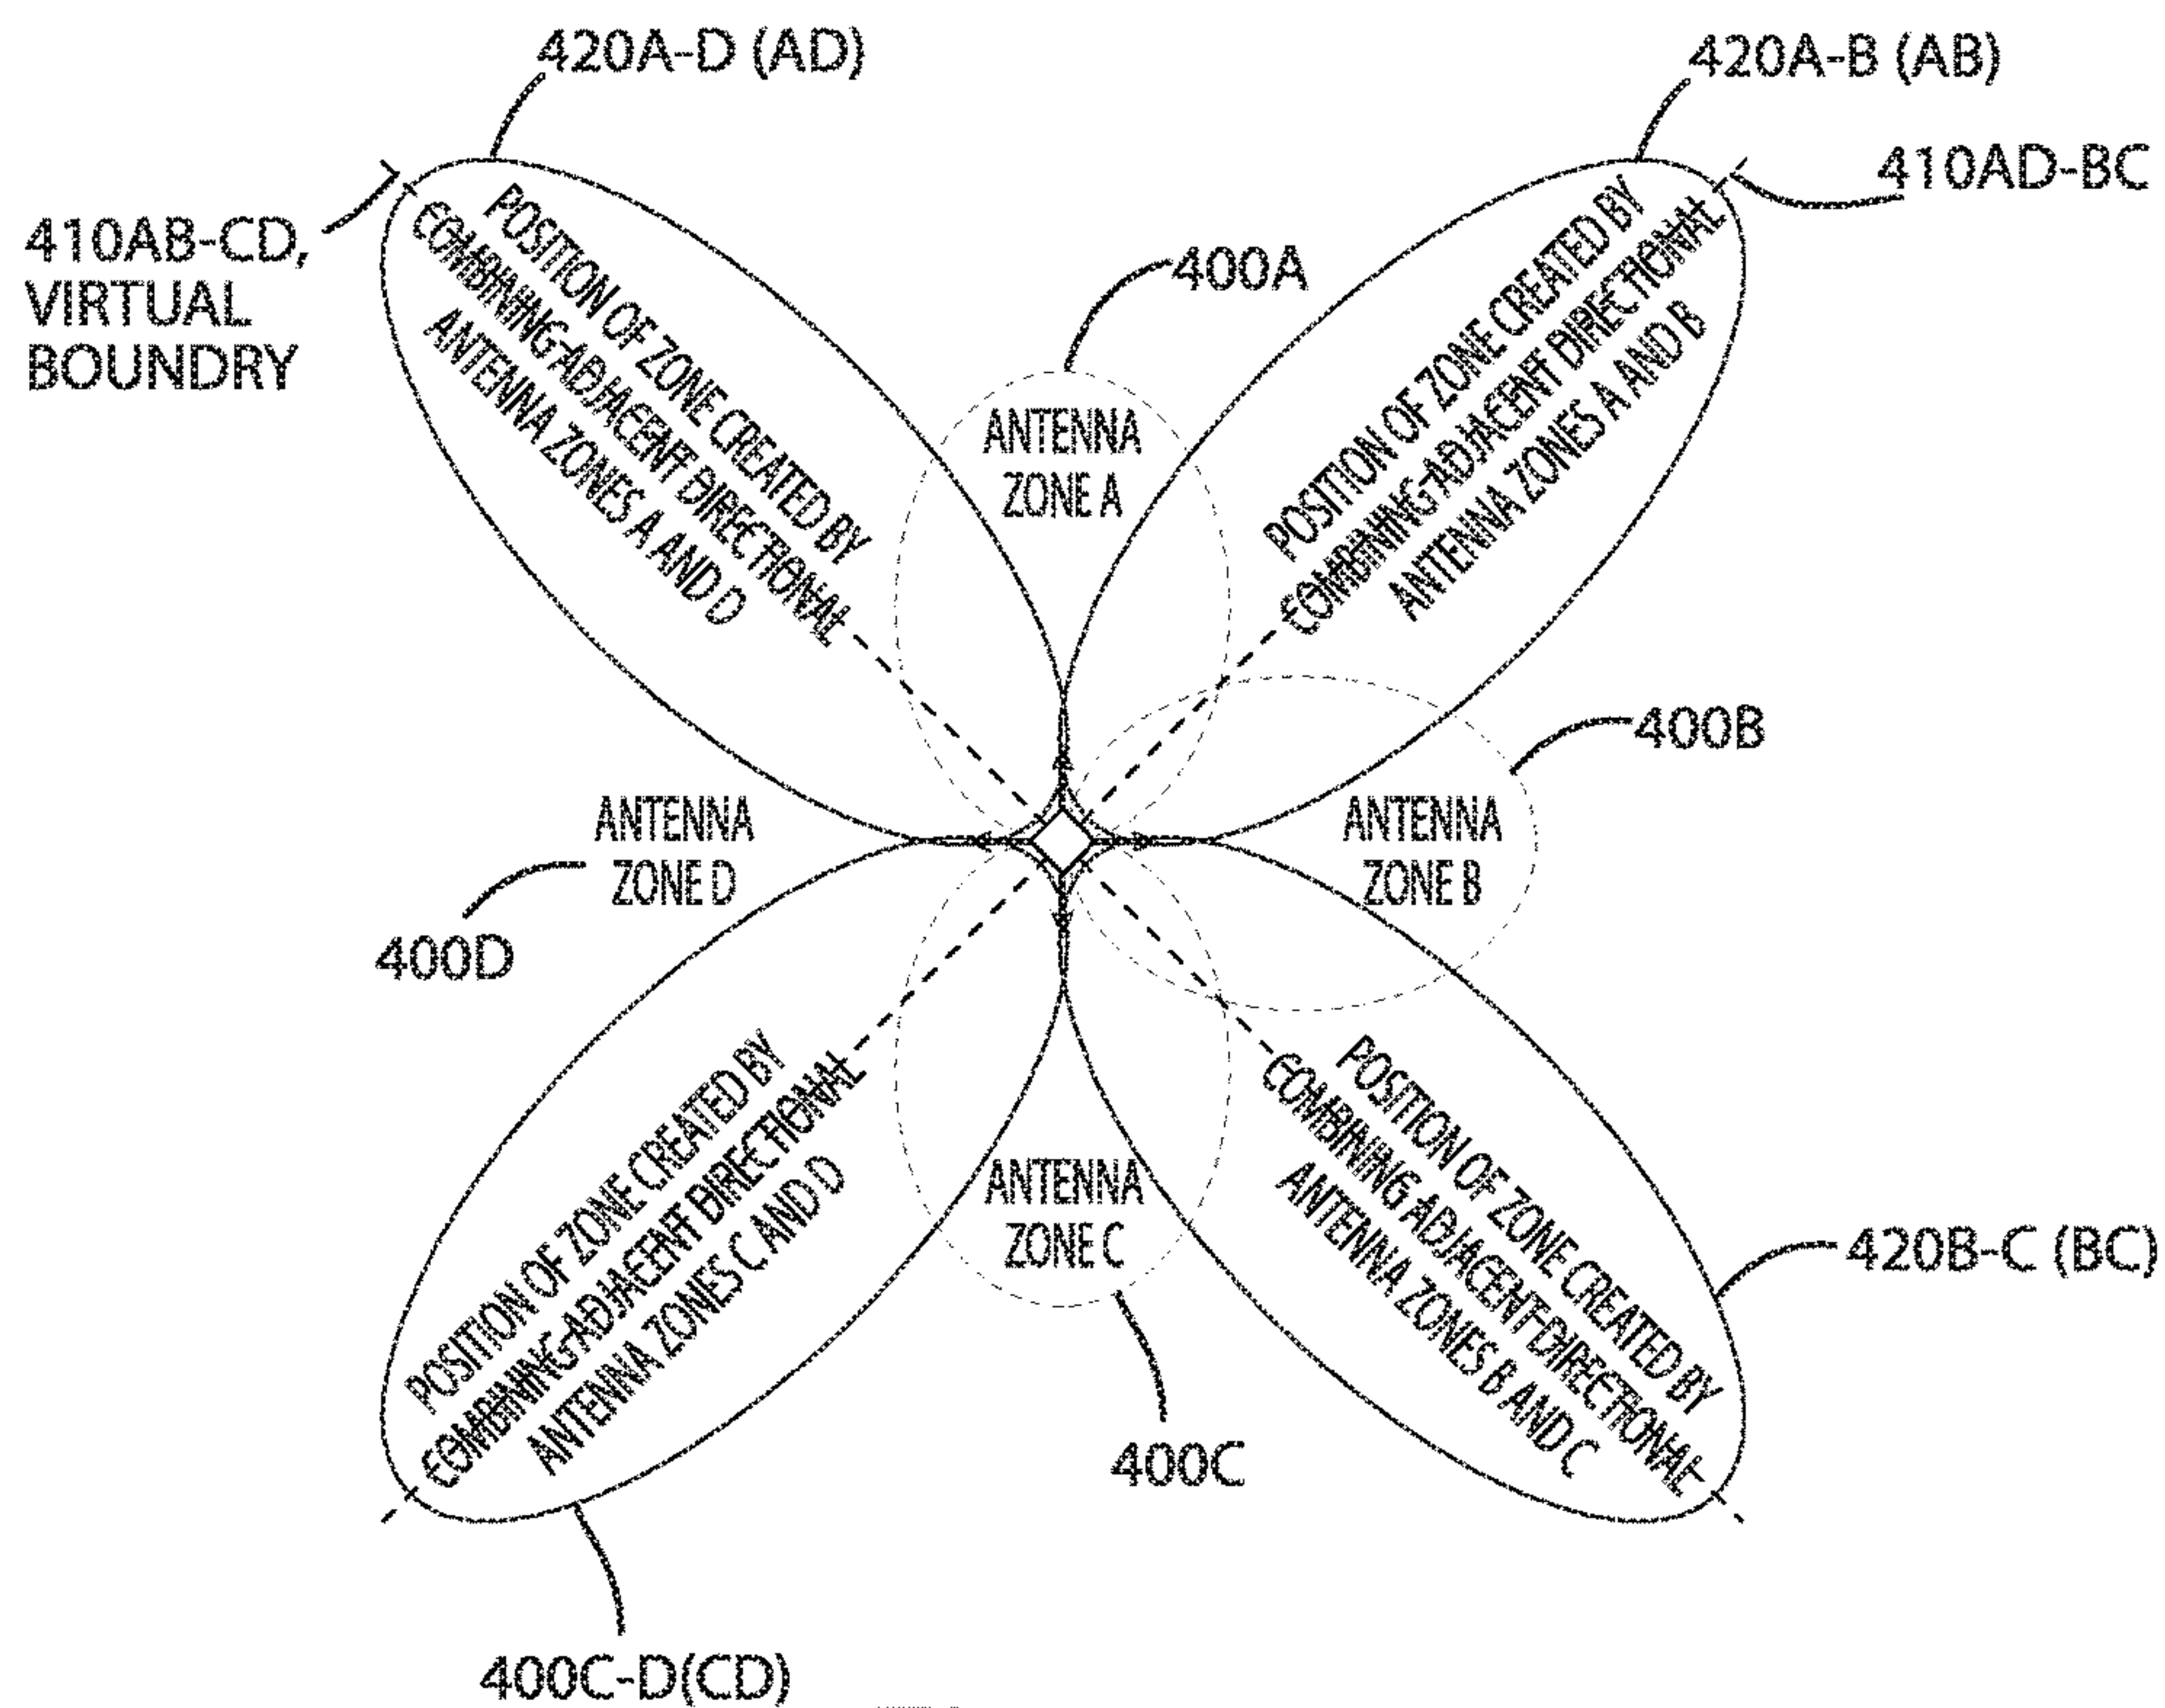 420A-D (AD)
420A-B (AB)
410AD-BC
410AB-CD,
VIRTUAL
BOUNDRY
400A
POSITION OF ZONE CREATED BY
COMBINING ADJACENT DIRECTIONAL
ANTENNA ZONES A AND D
POSITION OF ZONE CREATED BY
COMBINING ADJACENT DIRECTIONAL
ANTENNA ZONES A AND B
ANTENNA
ZONE A
400B
ANTENNA
ZONE D
ANTENNA
ZONE B
400D
POSITION OF ZONE CREATED BY
COMBINING ADJACENT DIRECTIONAL
ANTENNA ZONES C AND D
ANTENNA
ZONE C
POSITION OF ZONE CREATED BY
COMBINING ADJACENT DIRECTIONAL
ANTENNA ZONES B AND C
420B-C (BC)
400C
400C-D(CD)